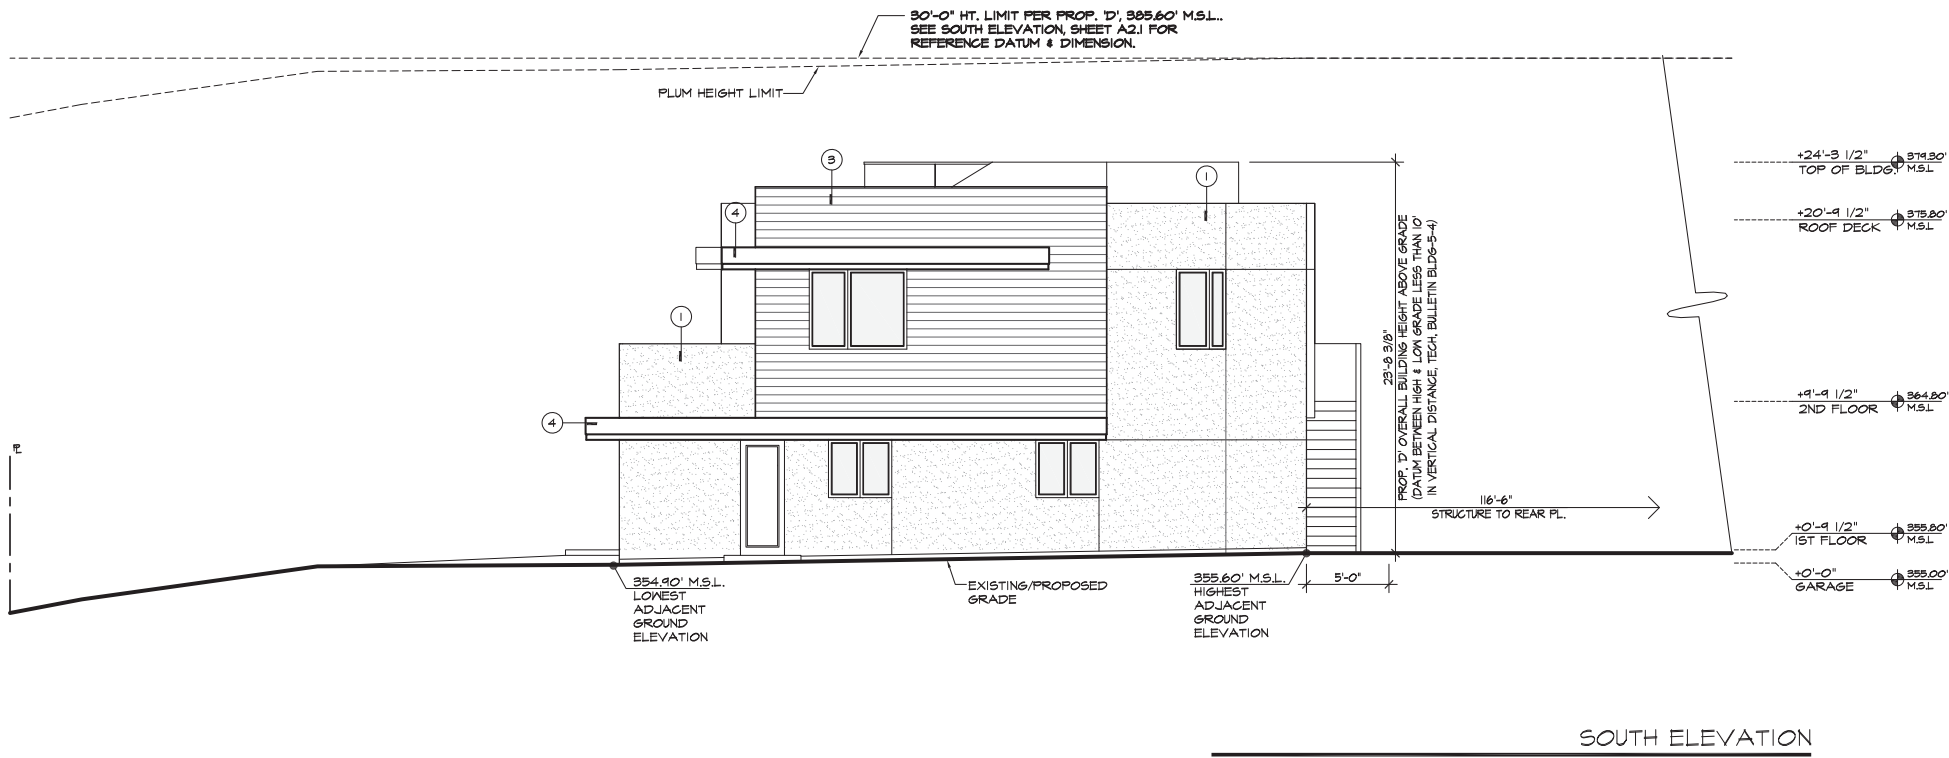 30'-0" HT. LIMIT PER PROP. 'D', 385.60' M.S.L..
SEE SOUTH ELEVATION, SHEET A2.1 FOR
REFERENCE DATUM & DIMENSION.
PLUM HEIGHT LIMIT
3
1
4
1
4
PL
+24'-3 1/2"
TOP OF BLDG.
379.30'
M.S.L
+20'-9 1/2"
ROOF DECK
375.80'
M.S.L
+9'-9 1/2"
2ND FLOOR
364.80'
M.S.L
+0'-9 1/2"
1ST FLOOR
355.80'
M.S.L
+0'-0"
GARAGE
355.00'
M.S.L
23'-8 3/8"
PROP. 'D' OVERALL BUILDING HEIGHT ABOVE GRADE
(DATUM BETWEEN HIGH & LOW GRADE LESS THAN 10'
IN VERTICAL DISTANCE, TECH, BULLETIN BLDG-5-4)
116'-6"
STRUCTURE TO REAR PL.
354.90' M.S.L.
LOWEST
ADJACENT
GROUND
ELEVATION
EXISTING/PROPOSED
GRADE
355.60' M.S.L.
HIGHEST
ADJACENT
GROUND
ELEVATION
5'-0"
SOUTH ELEVATION